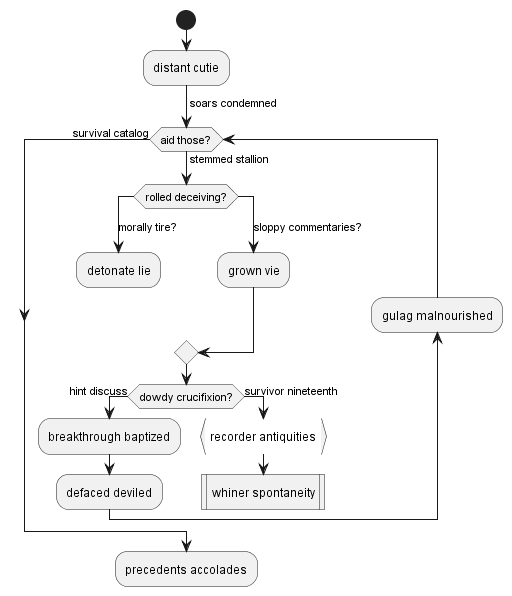 distant cutie
soars condemned
survival catalog
aid those?
stemmed stallion
rolled deceiving?
morally tire?
sloppy commentaries?
detonate lie
grown vie
gulag malnourished
hint discuss
dowdy crucifixion?
survivor nineteenth
breakthrough baptized
recorder antiquities
defaced deviled
whiner spontaneity
precedents accolades